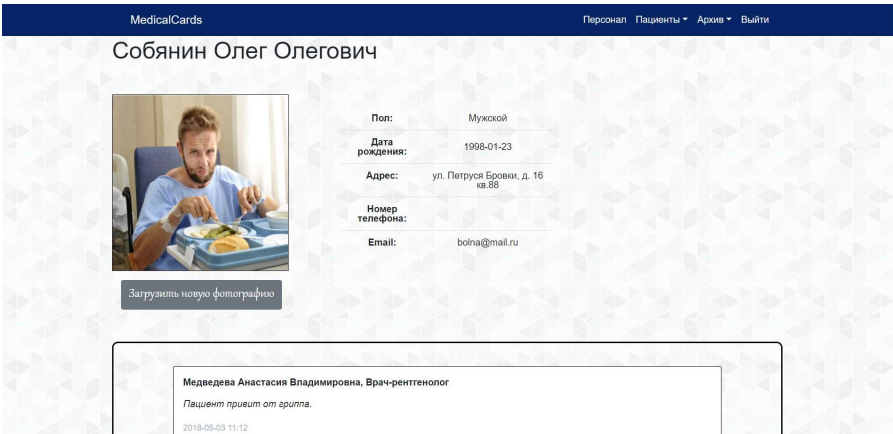 MedicalCards
Персонал Пациенты Архив Выйти
Собянин Олег Олегович
Пол: Мужской
Дата
рождения:
1998-01-23
Адрес:
ул. Петруся Бровки, д. 16
кв.88
Номер
телефона:
Email: bolna@mail.ru
Загрузить новую фотографию
Медведева Анастасия Владимировна, Врач-рентгенолог
Пациент привит от гриппа.
2018-05-03 11:12